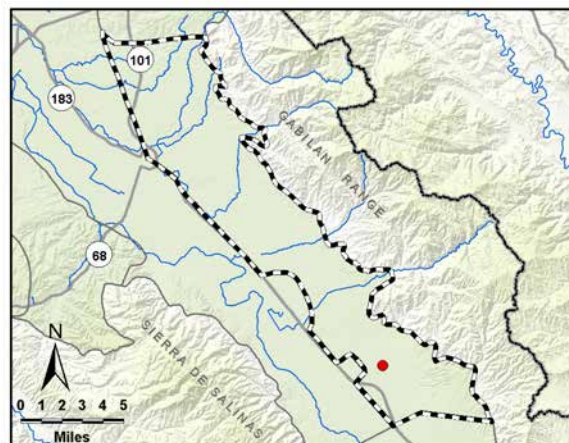 101
183
GABILAN RANGE
68
SIERRA DE SALINAS
N
0 1 2 3 4 5
Miles